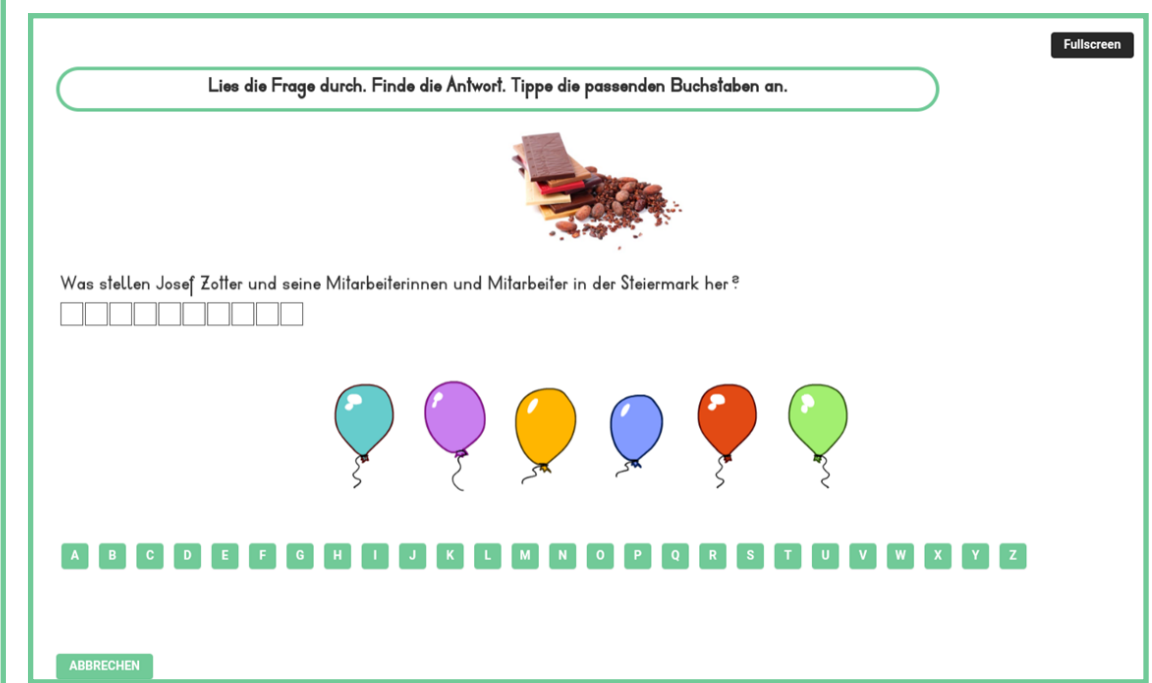 Fullscreen
Lies die Frage durch. Finde die Antwort. Tippe die passenden Buchstaben an.
Was stellen Josef Zotter und seine Mitarbeiterinnen und Mitarbeiter in der Steiermark her?
A B C D E F G H I J K L M N O P Q R S T U V W X Y Z
ABBRECHEN